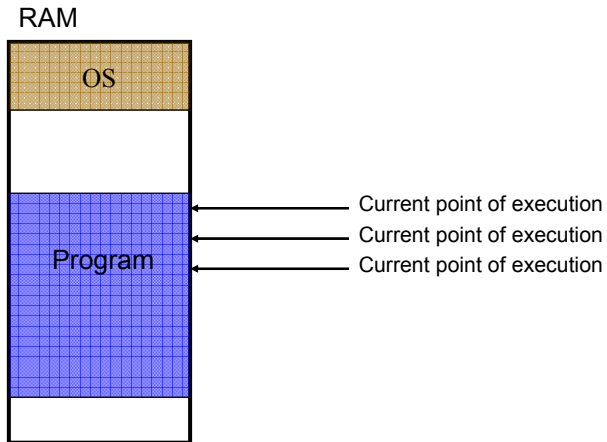 RAM
OS
Current point of execution
Current point of execution
Program
Current point of execution